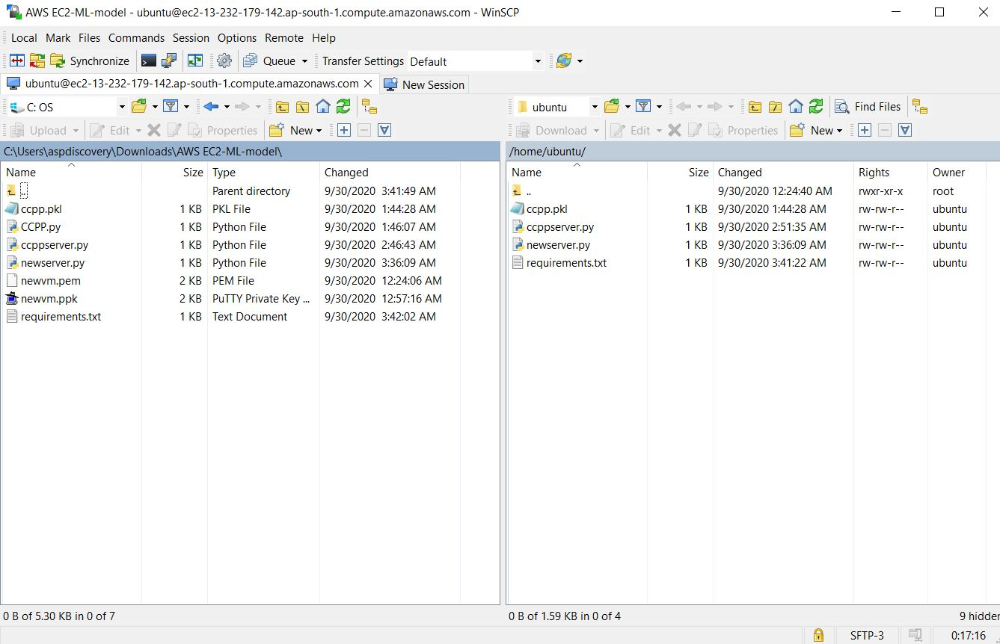 AWS EC2-ML-model - ubuntu@ec2-13-232-179-142.ap-south-1.compute.amazonaws.com - WinSCP
Local Mark Files Commands Session Options Remote Help
Synchronize Queue Transfer Settings Default
ubuntu@ec2-13-232-179-142.ap-south-1.compute.amazonaws.com New Session
C: OS ubuntu Find Files
Upload Edit Properties New Download Edit Properties New
C:\Users\aspdiscovery\Downloads\AWS EC2-ML-model\ /home/ubuntu/
Name Size Type Changed Name Size Changed Rights Owner
.. Parent directory 9/30/2020 3:41:49 AM .. 9/30/2020 12:24:40 AM rwxr-xr-x root
ccpp.pkl 1 KB PKL File 9/30/2020 1:44:28 AM ccpp.pkl 1 KB 9/30/2020 1:44:28 AM rw-rw-r-- ubuntu
CCPP.py 1 KB Python File 9/30/2020 1:46:07 AM ccppserver.py 1 KB 9/30/2020 2:51:35 AM rw-rw-r-- ubuntu
ccppserver.py 1 KB Python File 9/30/2020 2:46:43 AM newserver.py 1 KB 9/30/2020 3:36:09 AM rw-rw-r-- ubuntu
newserver.py 1 KB Python File 9/30/2020 3:36:09 AM requirements.txt 1 KB 9/30/2020 3:41:22 AM rw-rw-r-- ubuntu
newvm.pem 2 KB PEM File 9/30/2020 12:24:06 AM
newvm.ppk 2 KB PuTTY Private Key ... 9/30/2020 12:57:16 AM
requirements.txt 1 KB Text Document 9/30/2020 3:42:02 AM
0 B of 5.30 KB in 0 of 7 0 B of 1.59 KB in 0 of 4 9 hidden
SFTP-3 0:17:16